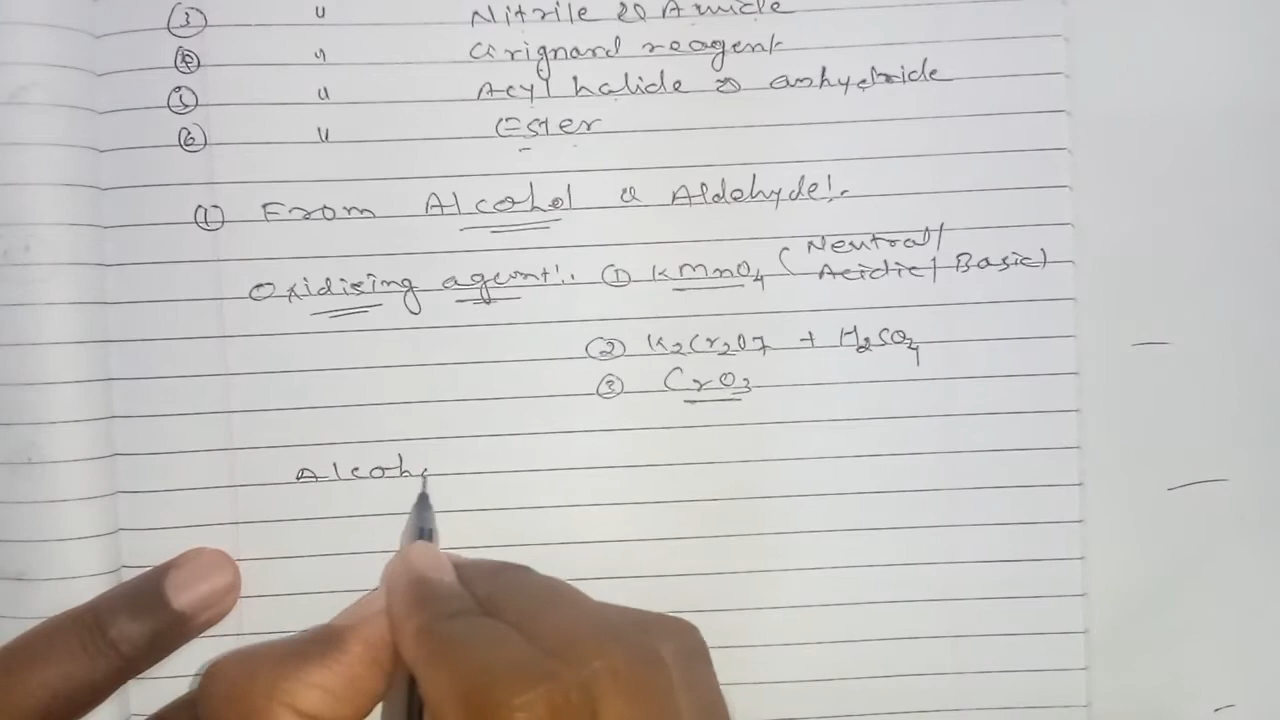 ③ " Nitrile & Amide
④ " Grignard reagent
⑤ " Acyl halide & anhydride
⑥ " Ester
① From Alcohol & Aldehyde!.
Oxidising agent:. ① KMnO4 (Neutral/ Acidic/ Basic)
② K2Cr2O7 + H2SO4
③ CrO3
Alcoh